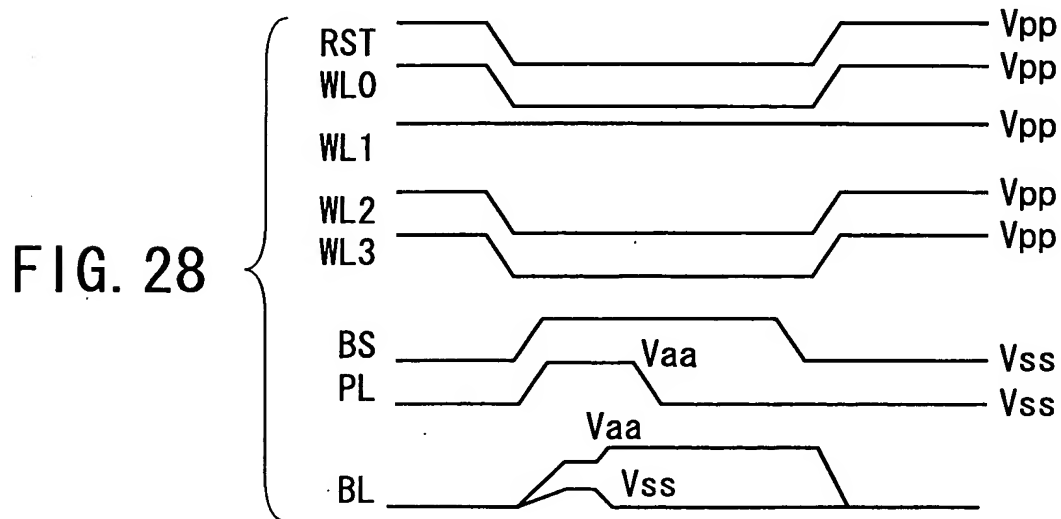 FIG. 28
RST Vpp
WL0 Vpp
WL1 Vpp
WL2 Vpp
WL3 Vpp
BS Vss
PL Vaa Vss
BL Vaa Vss